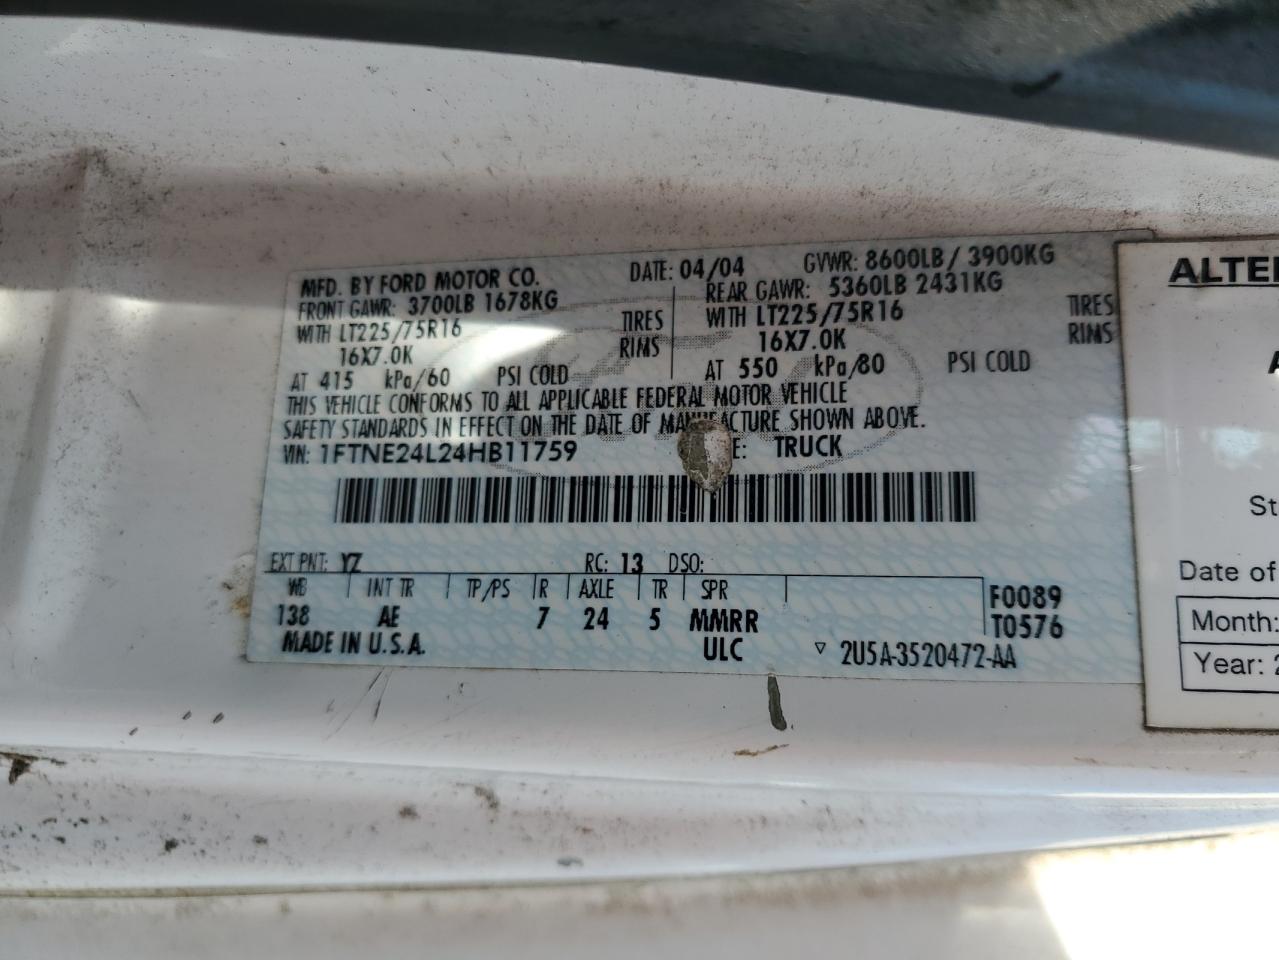 MFD. BY FORD MOTOR CO. DATE: 04/04 GVWR: 8600LB / 3900KG
FRONT GAWR: 3700LB 1678KG REAR GAWR: 5360LB 2431KG
WITH LT225/75R16 TIRES WITH LT225/75R16 TIRES
16X7.0K RIMS 16X7.0K RIMS
AT 415 kPa/60 PSI COLD AT 550 kPa/80 PSI COLD
THIS VEHICLE CONFORMS TO ALL APPLICABLE FEDERAL MOTOR VEHICLE
SAFETY STANDARDS IN EFFECT ON THE DATE OF MANUFACTURE SHOWN ABOVE.
VIN: 1FTNE24L24HB11759 E: TRUCK
EXT PNT: YZ RC: 13 DSO:
WB INT TR TP/PS R AXLE TR SPR F0089
138 AE 7 24 5 MMRR T0576
MADE IN U.S.A. ULC ▽ 2U5A-3520472-AA
ALTE
A
St
Date of
Month:
Year: 2